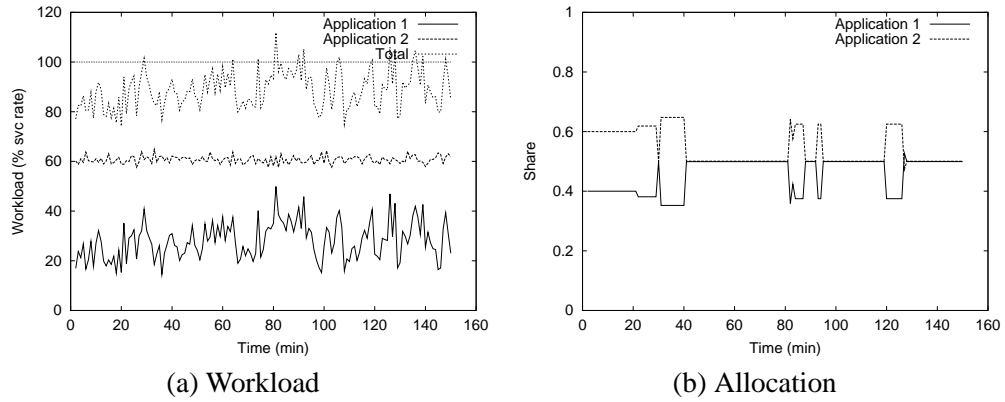 120
100
80
60
40
20
0
Workload (% svc rate)
Application 1
Application 2
Total
0 20 40 60 80 100 120 140 160
Time (min)
(a) Workload
1
0.8
0.6
0.4
0.2
0
Share
Application 1
Application 2
0 20 40 60 80 100 120 140 160
Time (min)
(b) Allocation